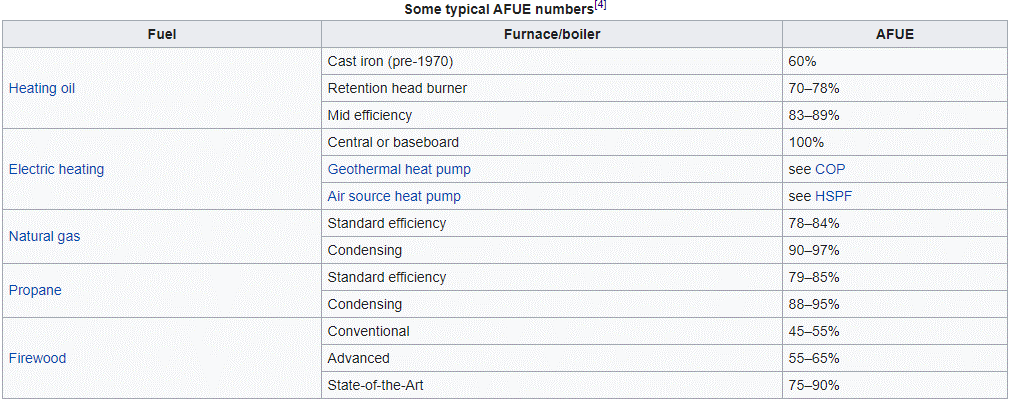 Some typical AFUE numbers[4]
Fuel Furnace/boiler AFUE
Heating oil Cast iron (pre-1970) 60%
Retention head burner 70–78%
Mid efficiency 83–89%
Electric heating Central or baseboard 100%
Geothermal heat pump see COP
Air source heat pump see HSPF
Natural gas Standard efficiency 78–84%
Condensing 90–97%
Propane Standard efficiency 79–85%
Condensing 88–95%
Firewood Conventional 45–55%
Advanced 55–65%
State-of-the-Art 75–90%